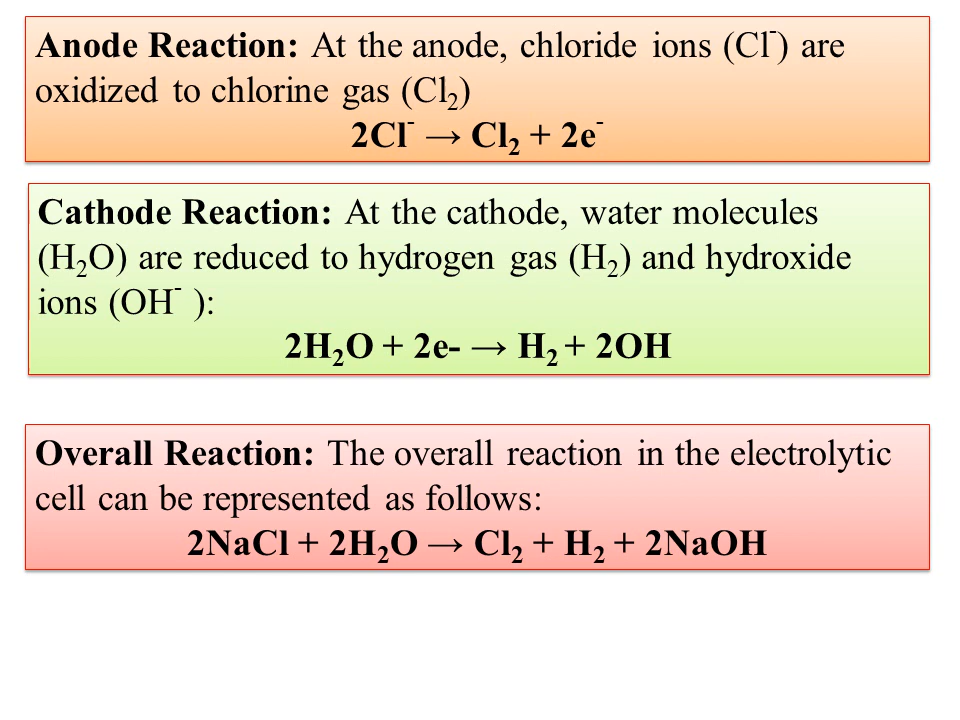 Anode Reaction: At the anode, chloride ions (Cl⁻) are
oxidized to chlorine gas (Cl₂)
2Cl⁻ → Cl₂ + 2e⁻
Cathode Reaction: At the cathode, water molecules
(H₂O) are reduced to hydrogen gas (H₂) and hydroxide
ions (OH⁻ ):
2H₂O + 2e- → H₂ + 2OH
Overall Reaction: The overall reaction in the electrolytic
cell can be represented as follows:
2NaCl + 2H₂O → Cl₂ + H₂ + 2NaOH